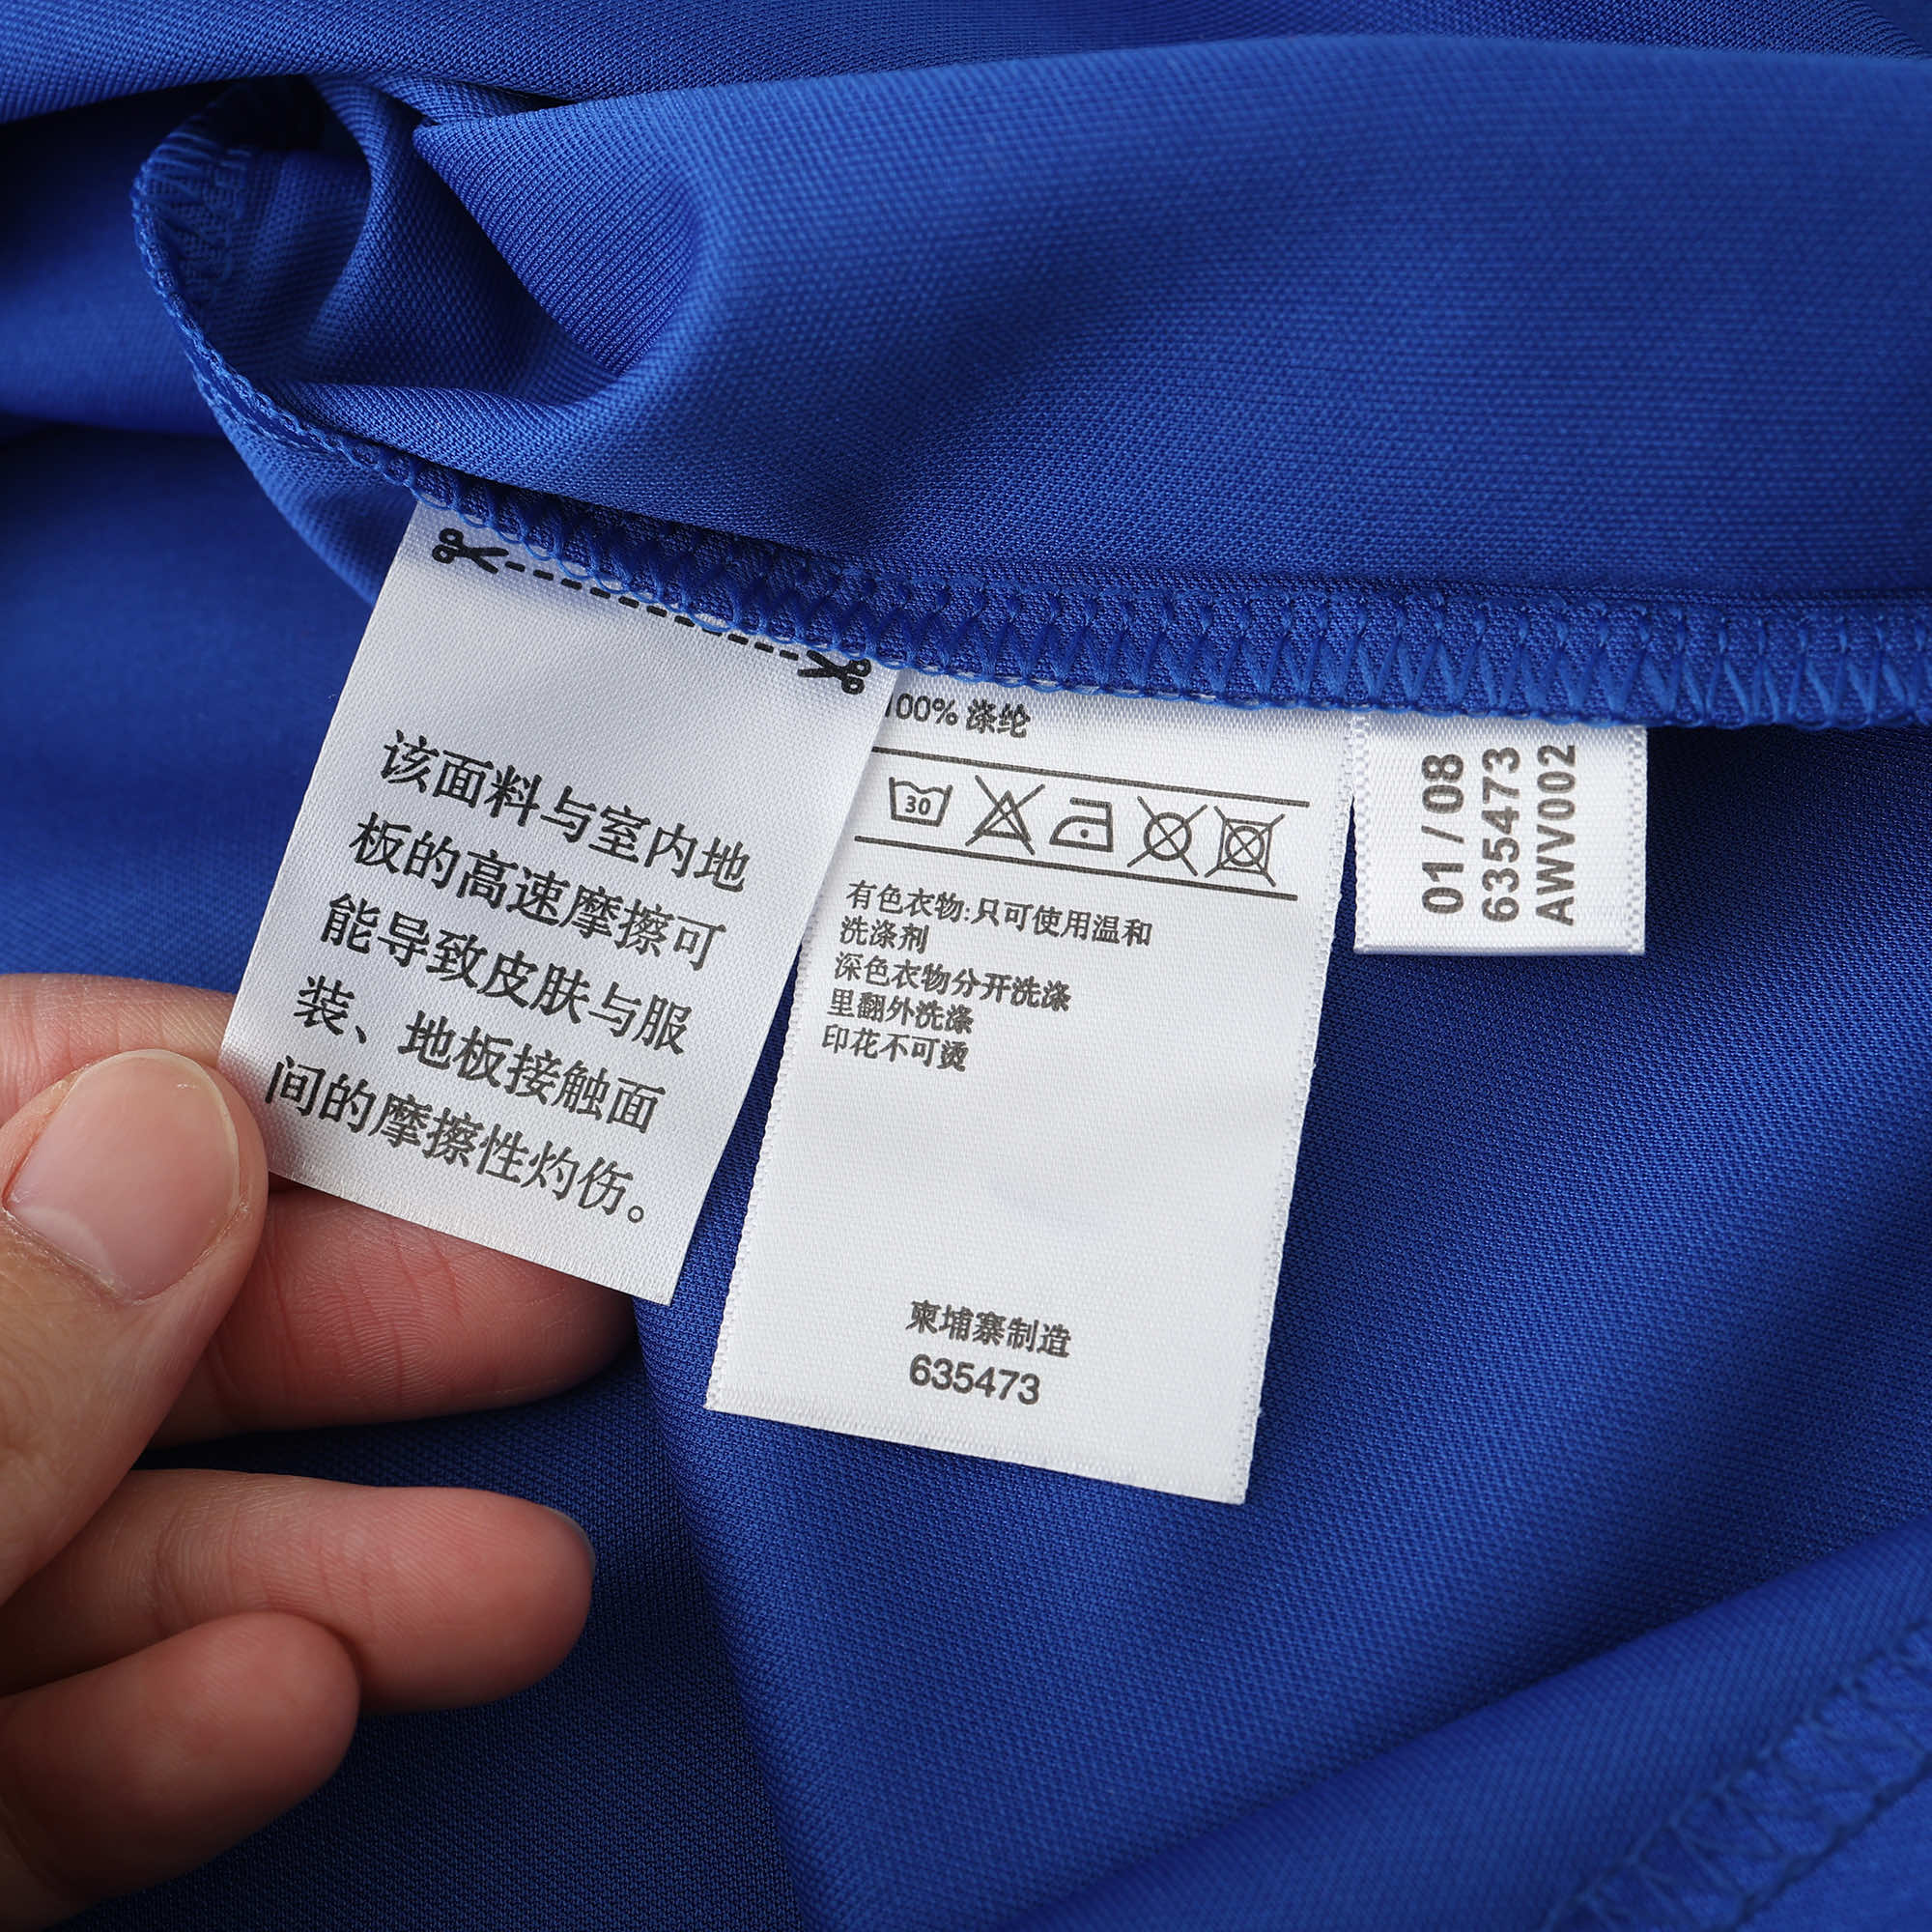 该面料与室内地
板的高速摩擦可
能导致皮肤与服
装、地板接触面
间的摩擦性灼伤。
100% 涤纶
30
有色衣物:只可使用温和
洗涤剂
深色衣物分开洗涤
里翻外洗涤
印花不可烫
柬埔寨制造
635473
01/08
635473
AWV002